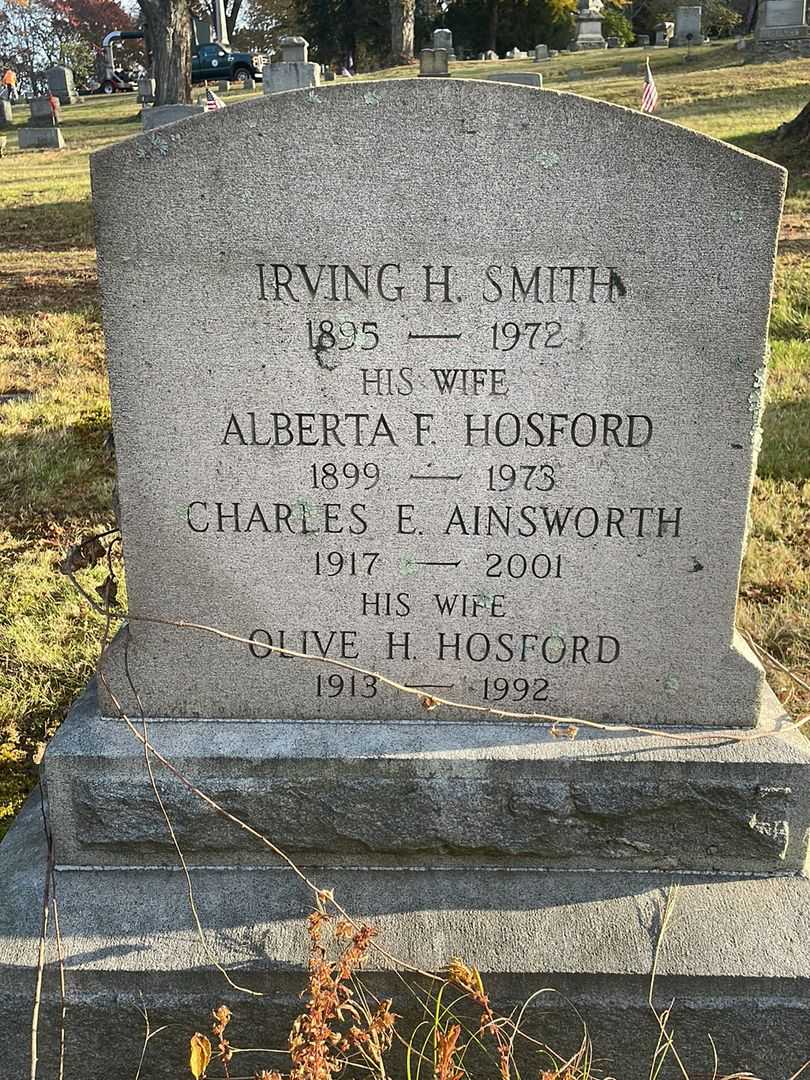 IRVING H. SMITH
1895 — 1972
HIS WIFE
ALBERTA F. HOSFORD
1899 — 1973
CHARLES E. AINSWORTH
1917 — 2001
HIS WIFE
OLIVE H. HOSFORD
1913 — 1992